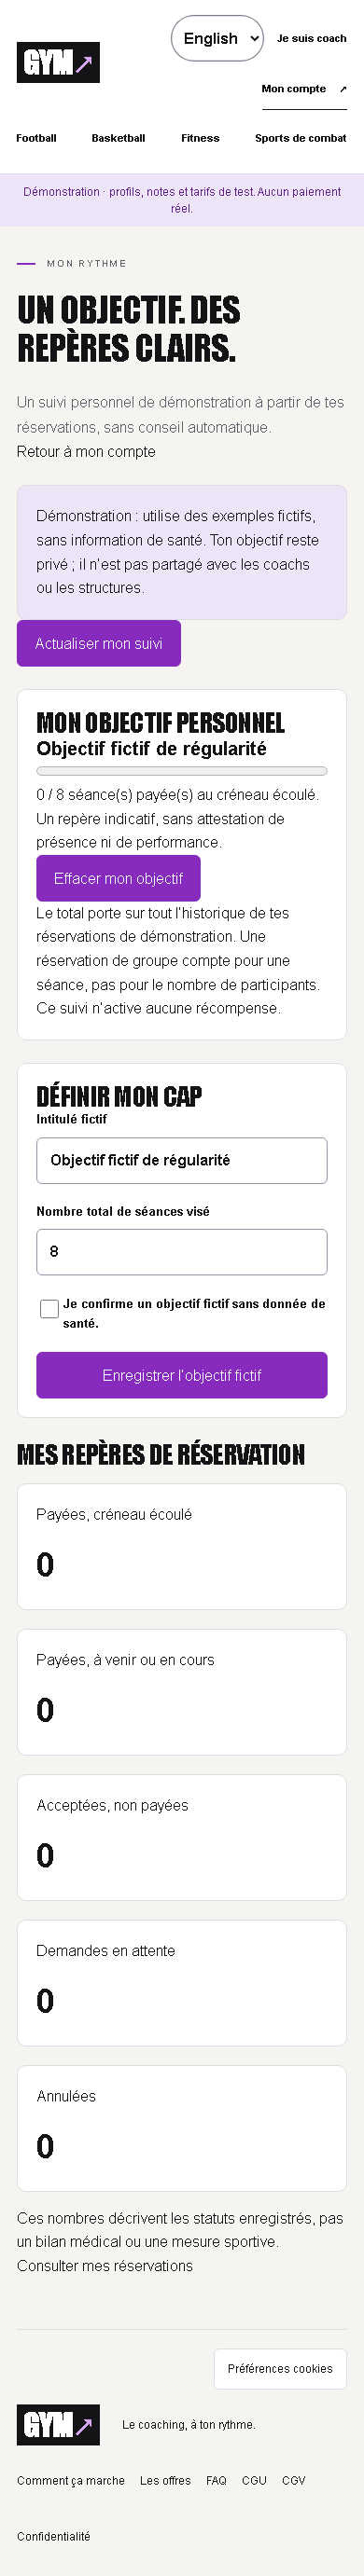 GYM↗
English
Je suis coach
Mon compte ↗
Football Basketball Fitness Sports de combat
Démonstration · profils, notes et tarifs de test. Aucun paiement
réel.
MON RYTHME
UN OBJECTIF. DES
REPÈRES CLAIRS.
Un suivi personnel de démonstration à partir de tes
réservations, sans conseil automatique.
Retour à mon compte
Démonstration : utilise des exemples fictifs,
sans information de santé. Ton objectif reste
privé ; il n'est pas partagé avec les coachs
ou les structures.
Actualiser mon suivi
MON OBJECTIF PERSONNEL
Objectif fictif de régularité
0 / 8 séance(s) payée(s) au créneau écoulé.
Un repère indicatif, sans attestation de
présence ni de performance.
Effacer mon objectif
Le total porte sur tout l'historique de tes
réservations de démonstration. Une
réservation de groupe compte pour une
séance, pas pour le nombre de participants.
Ce suivi n'active aucune récompense.
DÉFINIR MON CAP
Intitulé fictif
Objectif fictif de régularité
Nombre total de séances visé
8
Je confirme un objectif fictif sans donnée de
santé.
Enregistrer l'objectif fictif
MES REPÈRES DE RÉSERVATION
Payées, créneau écoulé
0
Payées, à venir ou en cours
0
Acceptées, non payées
0
Demandes en attente
0
Annulées
0
Ces nombres décrivent les statuts enregistrés, pas
un bilan médical ou une mesure sportive.
Consulter mes réservations
Préférences cookies
GYM↗
Le coaching, à ton rythme.
Comment ça marche Les offres FAQ CGU CGV
Confidentialité